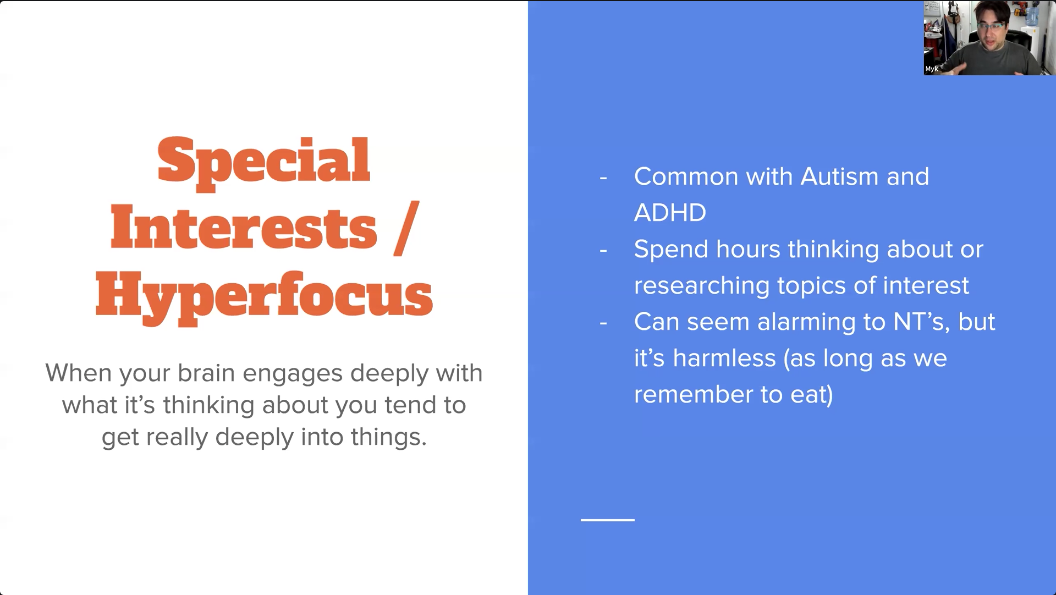 Special
Interests /
Hyperfocus
When your brain engages deeply with
what it's thinking about you tend to
get really deeply into things.
- Common with Autism and
ADHD
- Spend hours thinking about or
researching topics of interest
- Can seem alarming to NT's, but
it's harmless (as long as we
remember to eat)